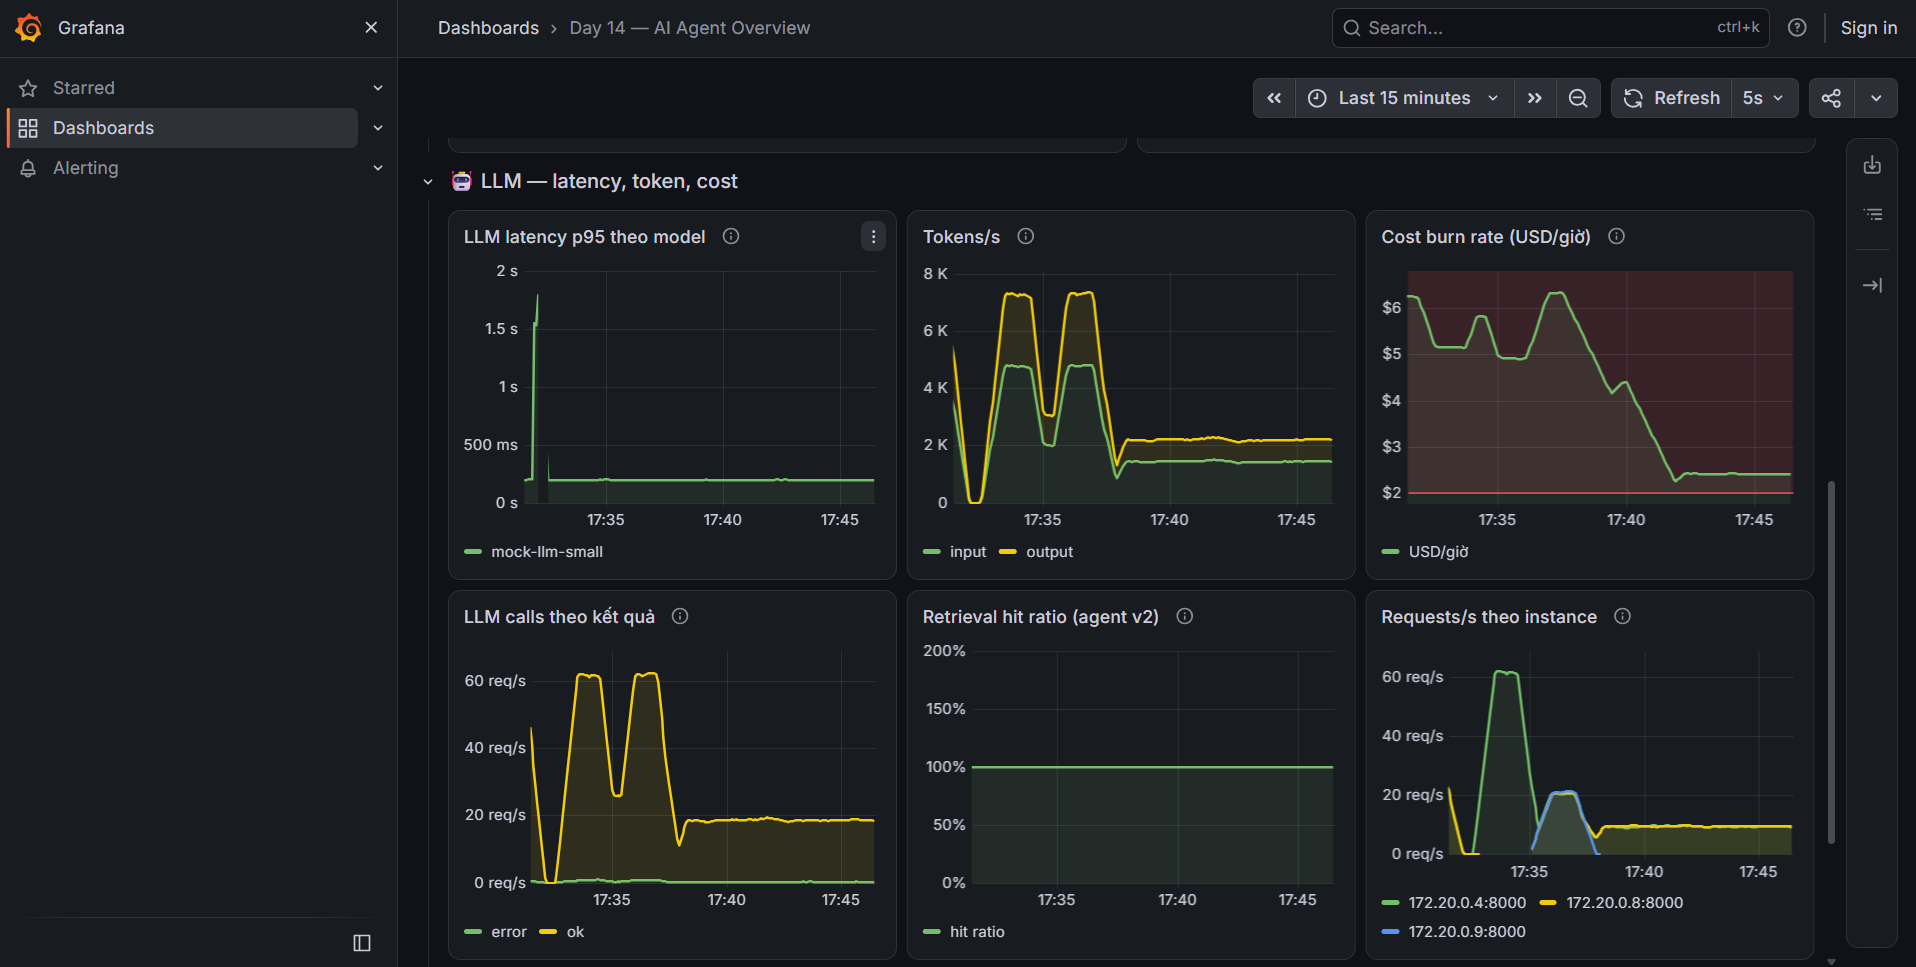 Grafana
Dashboards › Day 14 — AI Agent Overview
Search...
ctrl+k
Sign in
Starred
Dashboards
Alerting
Last 15 minutes
Refresh
5s
LLM — latency, token, cost
LLM latency p95 theo model
2 s
1.5 s
1 s
500 ms
0 s
17:35
17:40
17:45
mock-llm-small
Tokens/s
8 K
6 K
4 K
2 K
0
17:35
17:40
17:45
input
output
Cost burn rate (USD/giờ)
$6
$5
$4
$3
$2
17:35
17:40
17:45
USD/giờ
LLM calls theo kết quả
60 req/s
40 req/s
20 req/s
0 req/s
17:35
17:40
17:45
error
ok
Retrieval hit ratio (agent v2)
200%
150%
100%
50%
0%
17:35
17:40
17:45
hit ratio
Requests/s theo instance
60 req/s
40 req/s
20 req/s
0 req/s
17:35
17:40
17:45
172.20.0.4:8000
172.20.0.8:8000
172.20.0.9:8000